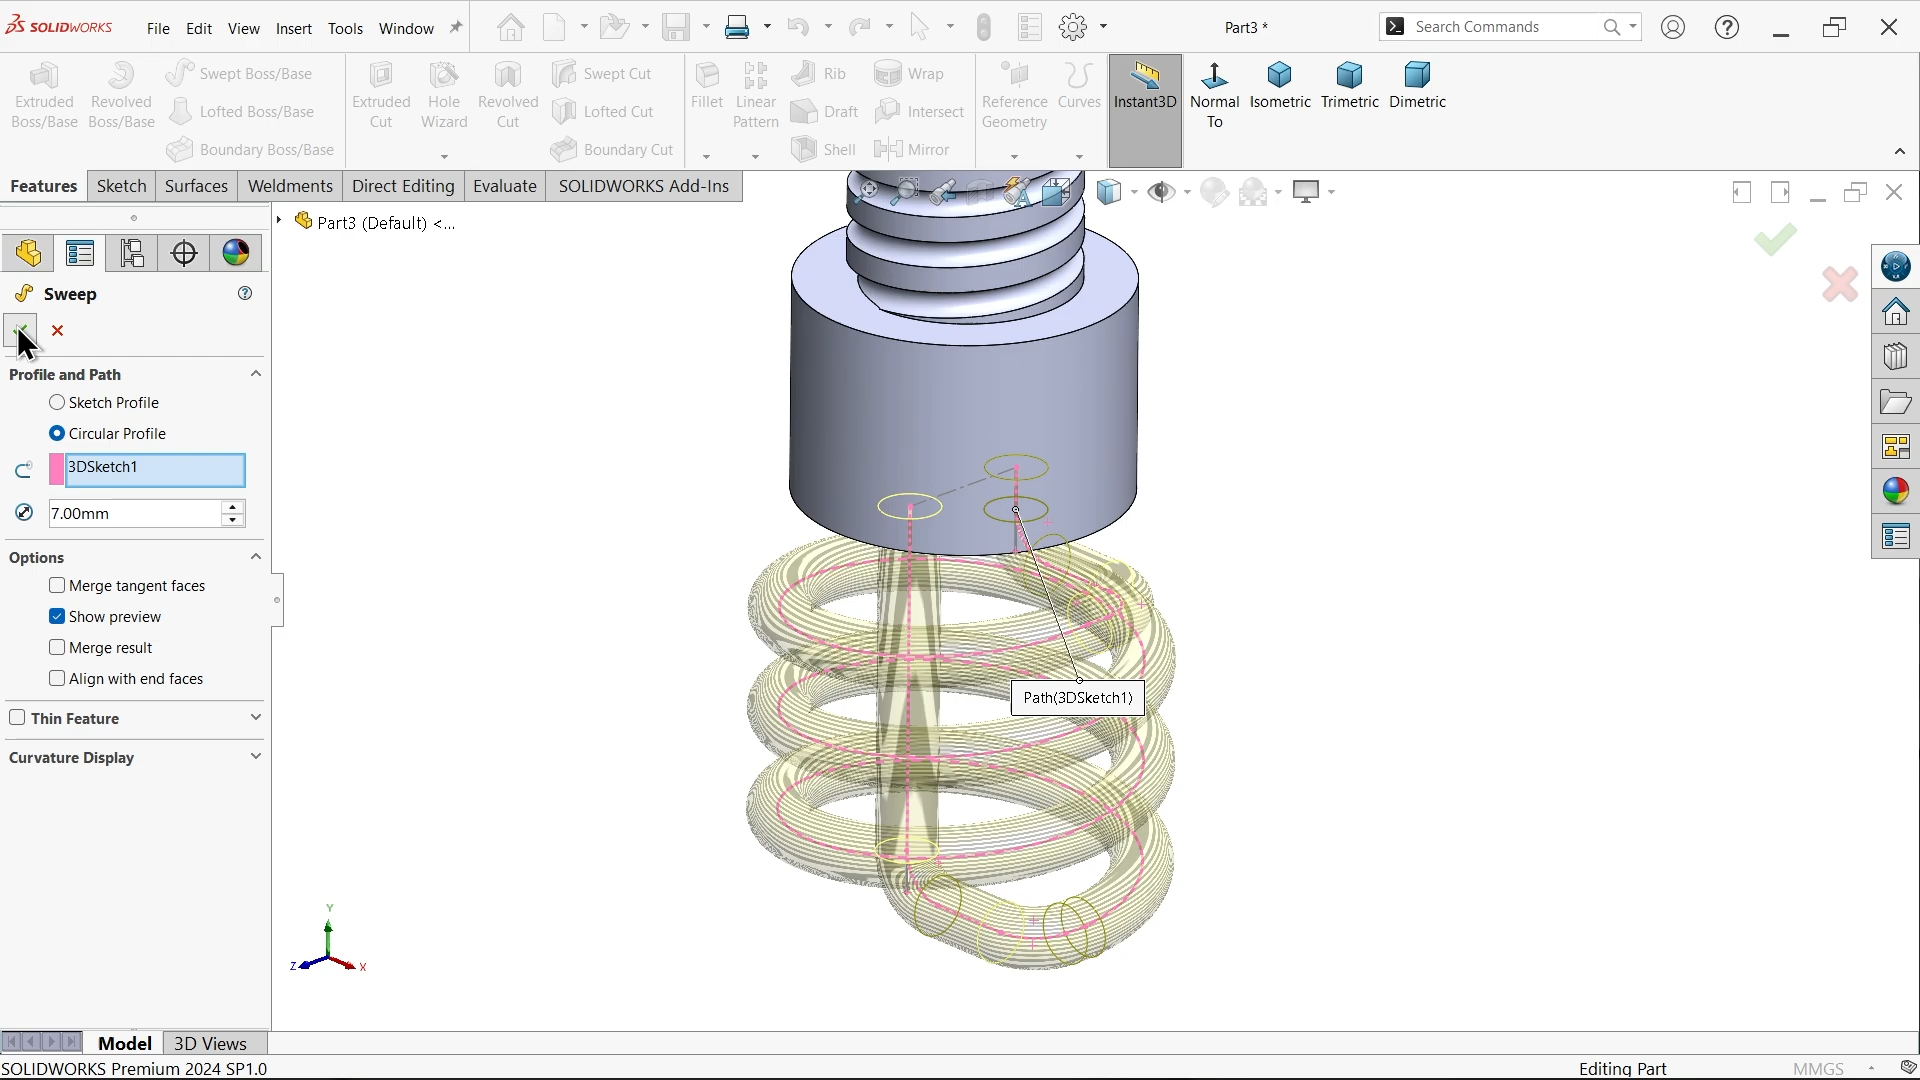 SOLIDWORKS File Edit View Insert Tools Window Part3 * Search Commands
Extruded Boss/Base
Revolved Boss/Base
Swept Boss/Base
Lofted Boss/Base
Boundary Boss/Base
Extruded Cut
Hole Wizard
Revolved Cut
Swept Cut
Lofted Cut
Boundary Cut
Fillet
Linear Pattern
Rib
Draft
Shell
Wrap
Intersect
Mirror
Reference Geometry
Curves
Instant3D
Normal To
Isometric
Trimetric
Dimetric
Features Sketch Surfaces Weldments Direct Editing Evaluate SOLIDWORKS Add-Ins
Part3 (Default) <...
Sweep
Profile and Path
Sketch Profile
Circular Profile
3DSketch1
7.00mm
Options
Merge tangent faces
Show preview
Merge result
Align with end faces
Thin Feature
Curvature Display
Path(3DSketch1)
Y
Z X
Model 3D Views
SOLIDWORKS Premium 2024 SP1.0 Editing Part MMGS